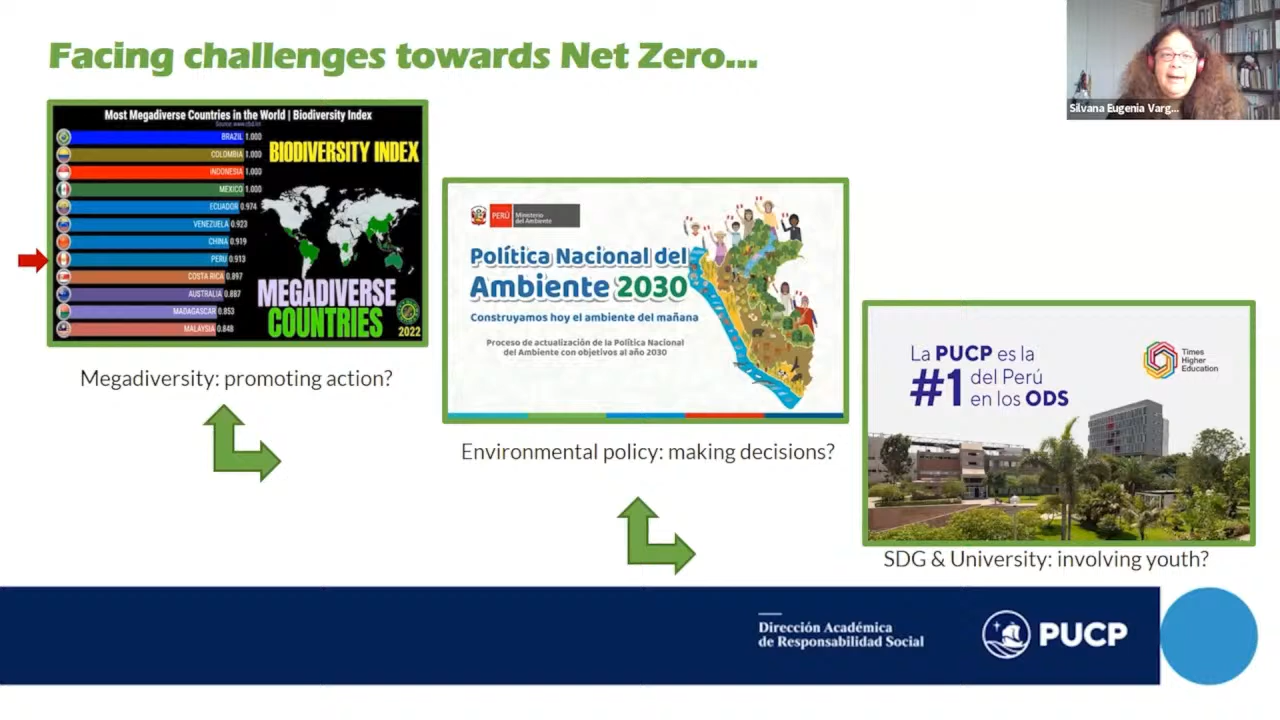 Facing challenges towards Net Zero...
Silvana Eugenia Varg...
Most Megadiverse Countries in the World | Biodiversity Index
Source: www.cbd.int
BRAZIL 1.000
COLOMBIA 1.000
INDONESIA 1.000
MEXICO 1.000
ECUADOR 0.974
VENEZUELA 0.923
CHINA 0.919
PERU 0.913
COSTA RICA 0.897
AUSTRALIA 0.887
MADAGASCAR 0.853
MALAYSIA 0.848
BIODIVERSITY INDEX
MEGADIVERSE
COUNTRIES
2022
Megadiversity: promoting action?
PERÚ
Ministerio
del Ambiente
Política Nacional del
Ambiente 2030
Construyamos hoy el ambiente del mañana
Proceso de actualización de la Política Nacional
del Ambiente con objetivos al año 2030
Environmental policy: making decisions?
La PUCP es la
#1 del Perú
en los ODS
Times
Higher
Education
SDG & University: involving youth?
Dirección Académica
de Responsabilidad Social
PUCP